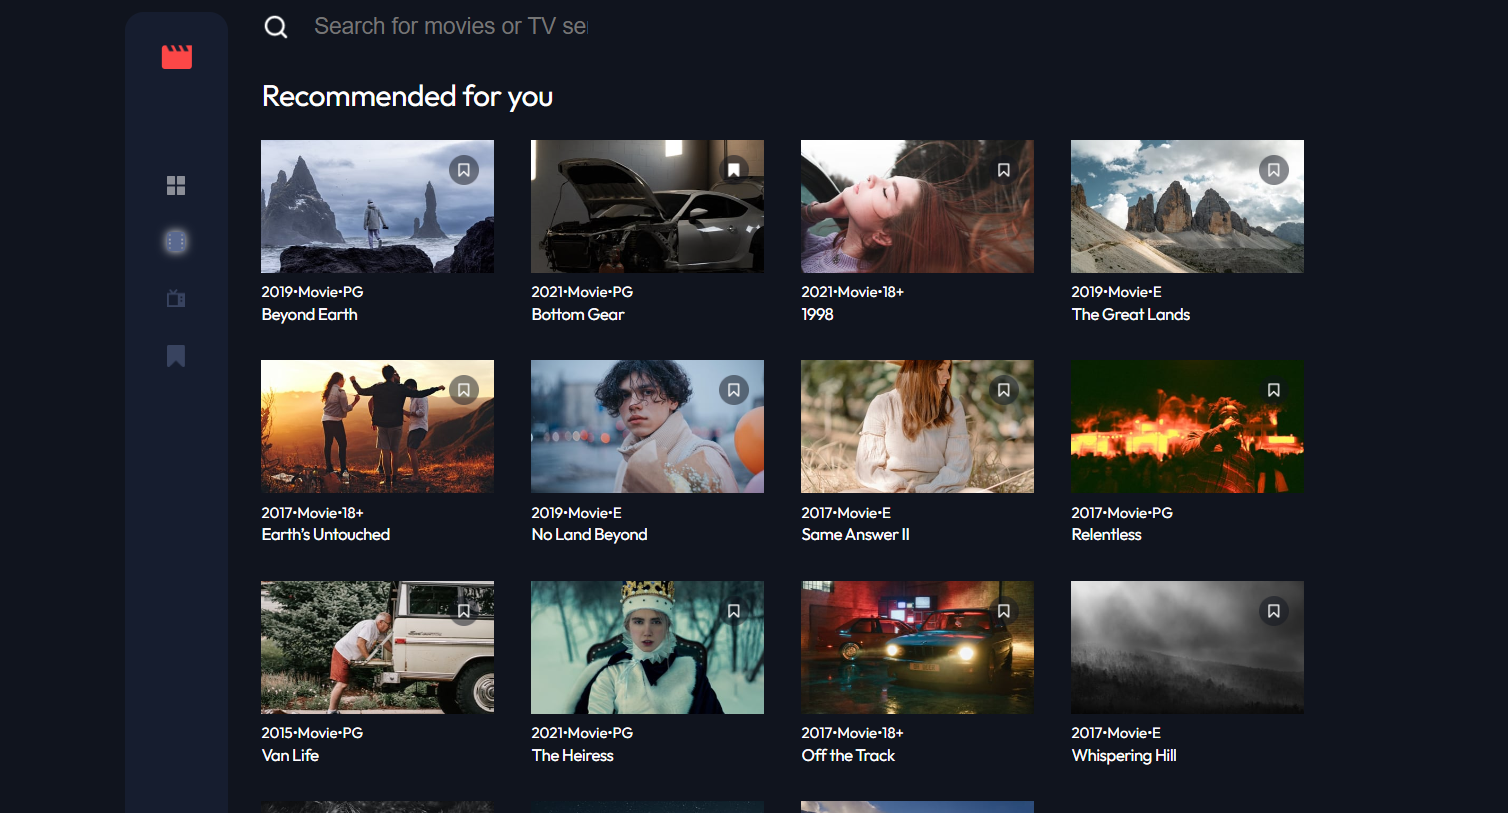 Search for movies or TV se
Recommended for you
2019•Movie•PG
Beyond Earth
2021•Movie•PG
Bottom Gear
2021•Movie•18+
1998
2019•Movie•E
The Great Lands
2017•Movie•18+
Earth’s Untouched
2019•Movie•E
No Land Beyond
2017•Movie•E
Same Answer II
2017•Movie•PG
Relentless
2015•Movie•PG
Van Life
2021•Movie•PG
The Heiress
2017•Movie•18+
Off the Track
2017•Movie•E
Whispering Hill